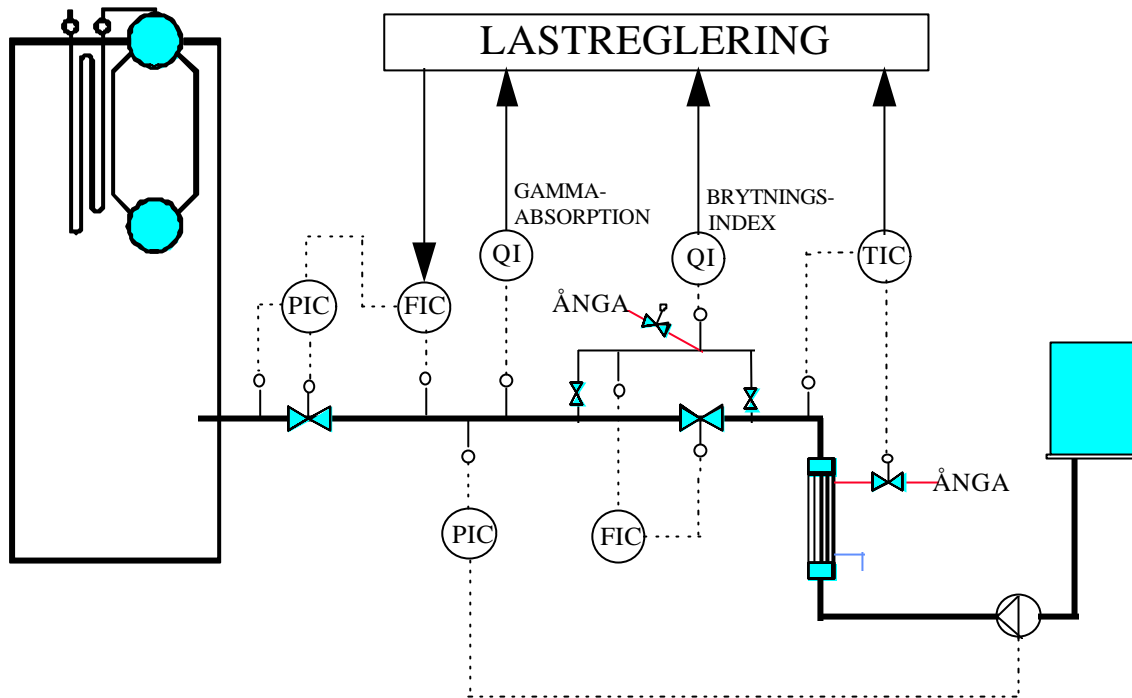 LASTREGLERING
GAMMA-
ABSORPTION
BRYTNINGS-
INDEX
QI
QI
TIC
PIC
FIC
ÅNGA
ÅNGA
PIC
FIC